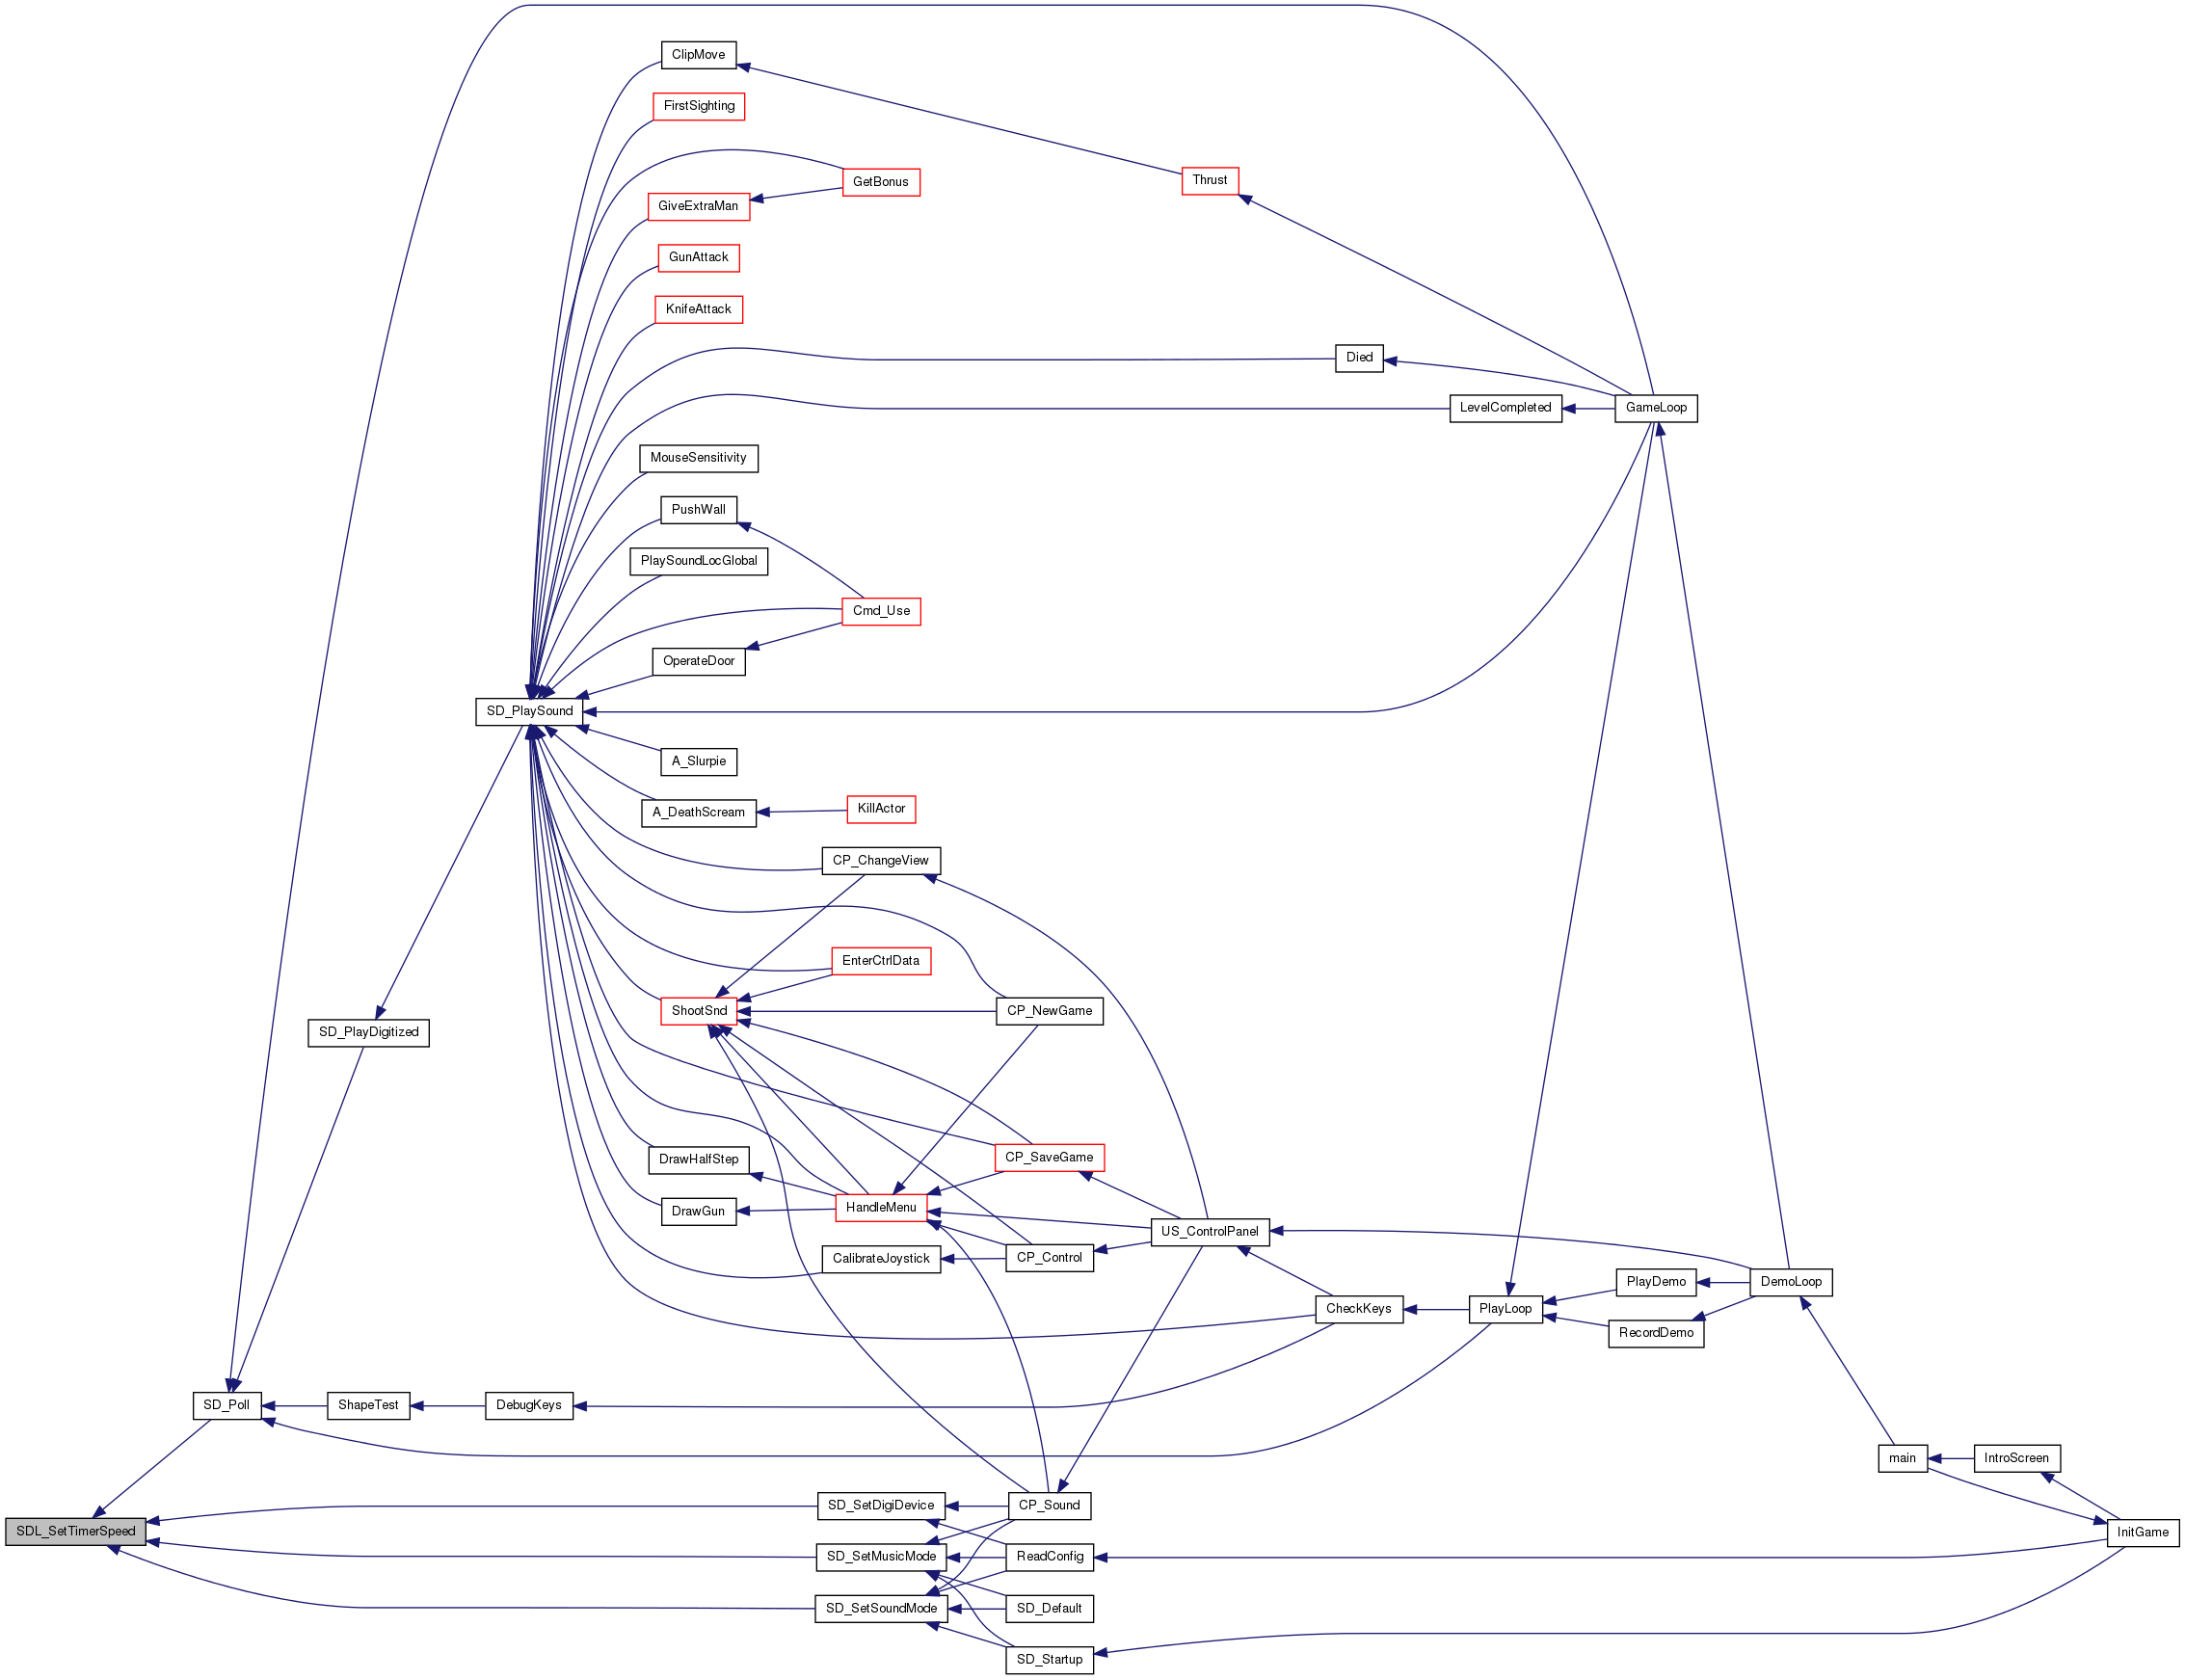 ClipMove
FirstSighting
GetBonus
Thrust
GiveExtraMan
GunAttack
KnifeAttack
Died
LevelCompleted
GameLoop
MouseSensitivity
PushWall
PlaySoundLocGlobal
Cmd_Use
OperateDoor
SD_PlaySound
A_Slurpie
A_DeathScream
KillActor
CP_ChangeView
EnterCtrlData
ShootSnd
CP_NewGame
SD_PlayDigitized
DrawHalfStep
CP_SaveGame
DrawGun
HandleMenu
US_ControlPanel
CalibrateJoystick
CP_Control
PlayDemo
DemoLoop
CheckKeys
PlayLoop
RecordDemo
SD_Poll
ShapeTest
DebugKeys
main
IntroScreen
SD_SetDigiDevice
CP_Sound
SDL_SetTimerSpeed
InitGame
SD_SetMusicMode
ReadConfig
SD_SetSoundMode
SD_Default
SD_Startup